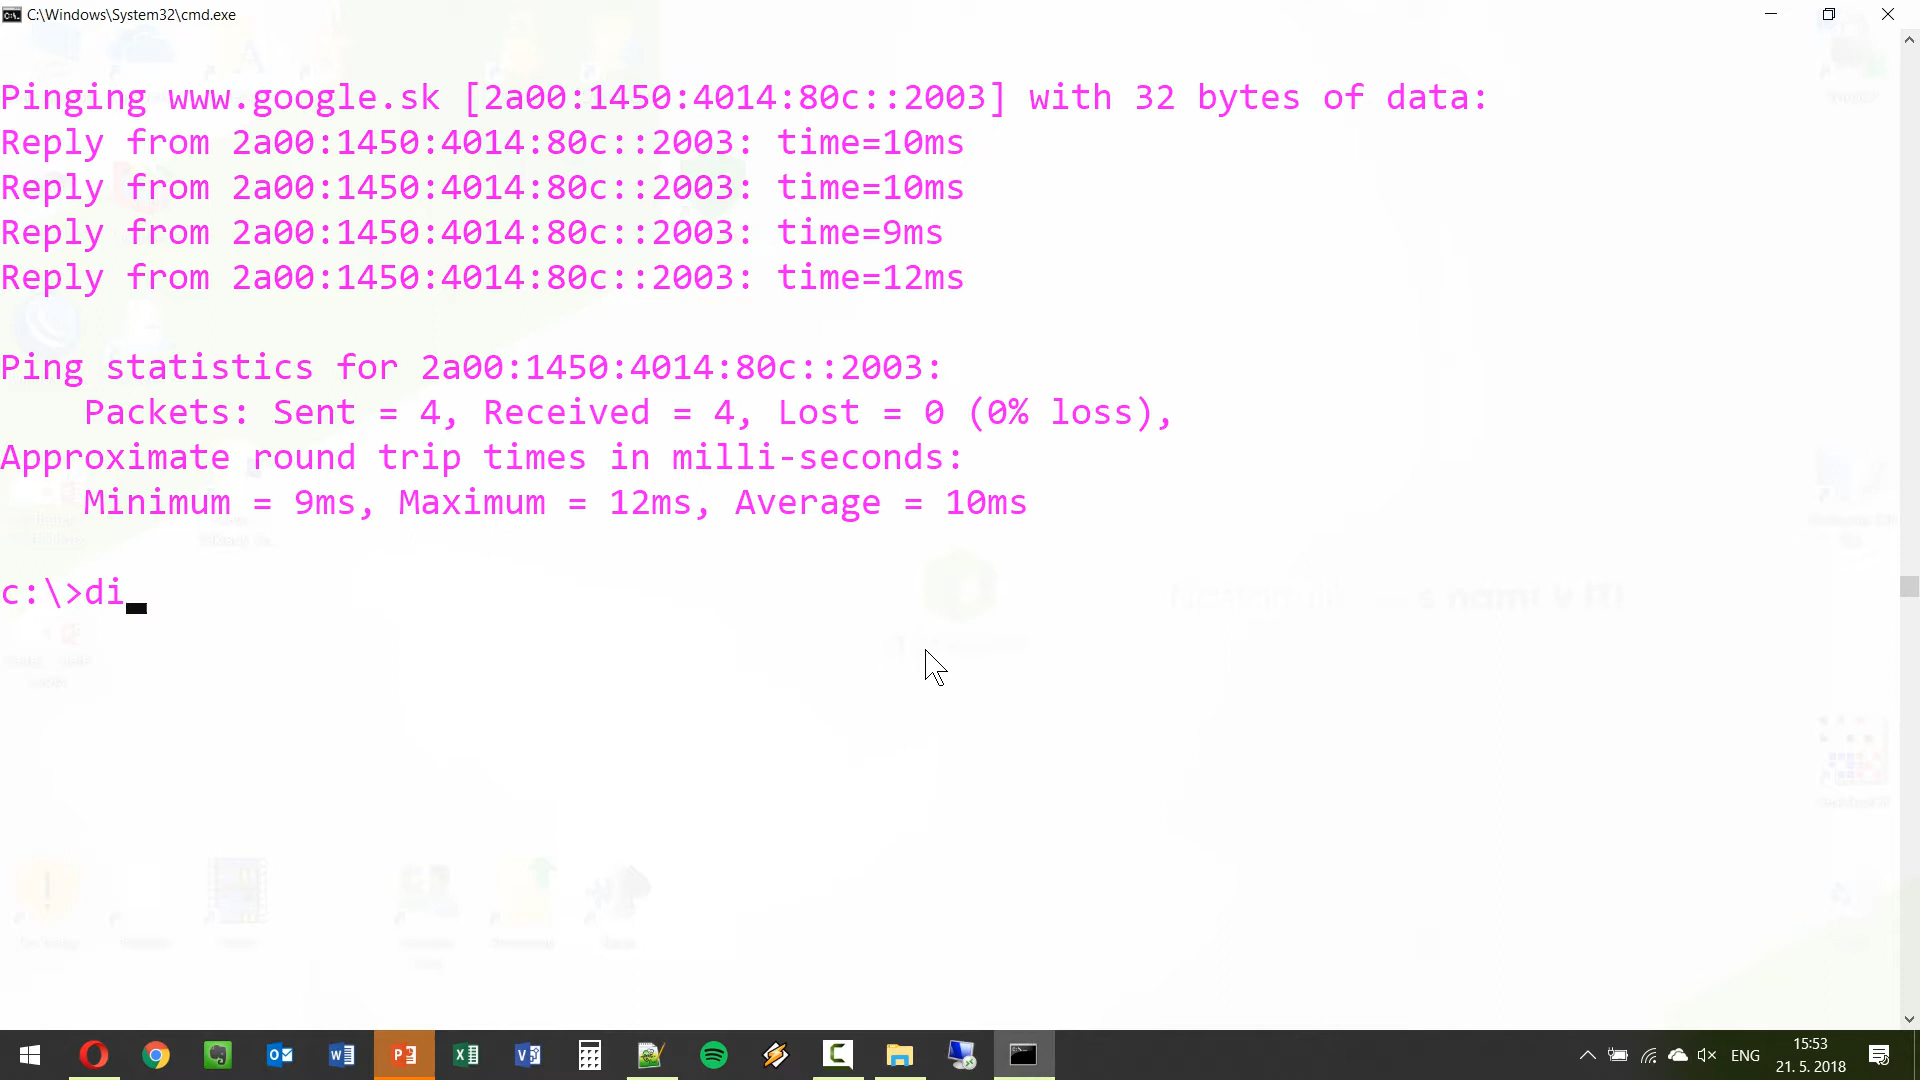 C:\Windows\System32\cmd.exe
Pinging www.google.sk [2a00:1450:4014:80c::2003] with 32 bytes of data:
Reply from 2a00:1450:4014:80c::2003: time=10ms
Reply from 2a00:1450:4014:80c::2003: time=10ms
Reply from 2a00:1450:4014:80c::2003: time=9ms
Reply from 2a00:1450:4014:80c::2003: time=12ms
Ping statistics for 2a00:1450:4014:80c::2003:
    Packets: Sent = 4, Received = 4, Lost = 0 (0% loss),
Approximate round trip times in milli-seconds:
    Minimum = 9ms, Maximum = 12ms, Average = 10ms
c:\>di
ENG
15:53
21. 5. 2018